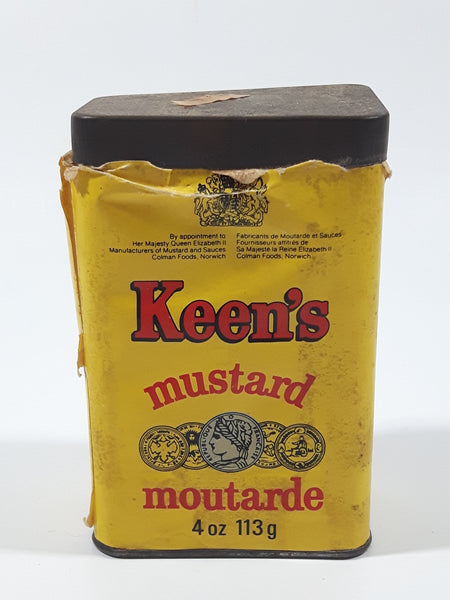 By appointment to
Her Majesty Queen Elizabeth II
Manufacturers of Mustard and Sauces
Colman Foods, Norwich
Fabricants de Moutarde et Sauces
Fournisseurs attitrés de
Sa Majesté la Reine Elizabeth II
Colman Foods, Norwich
Keen's
mustard
moutarde
4 oz 113 g